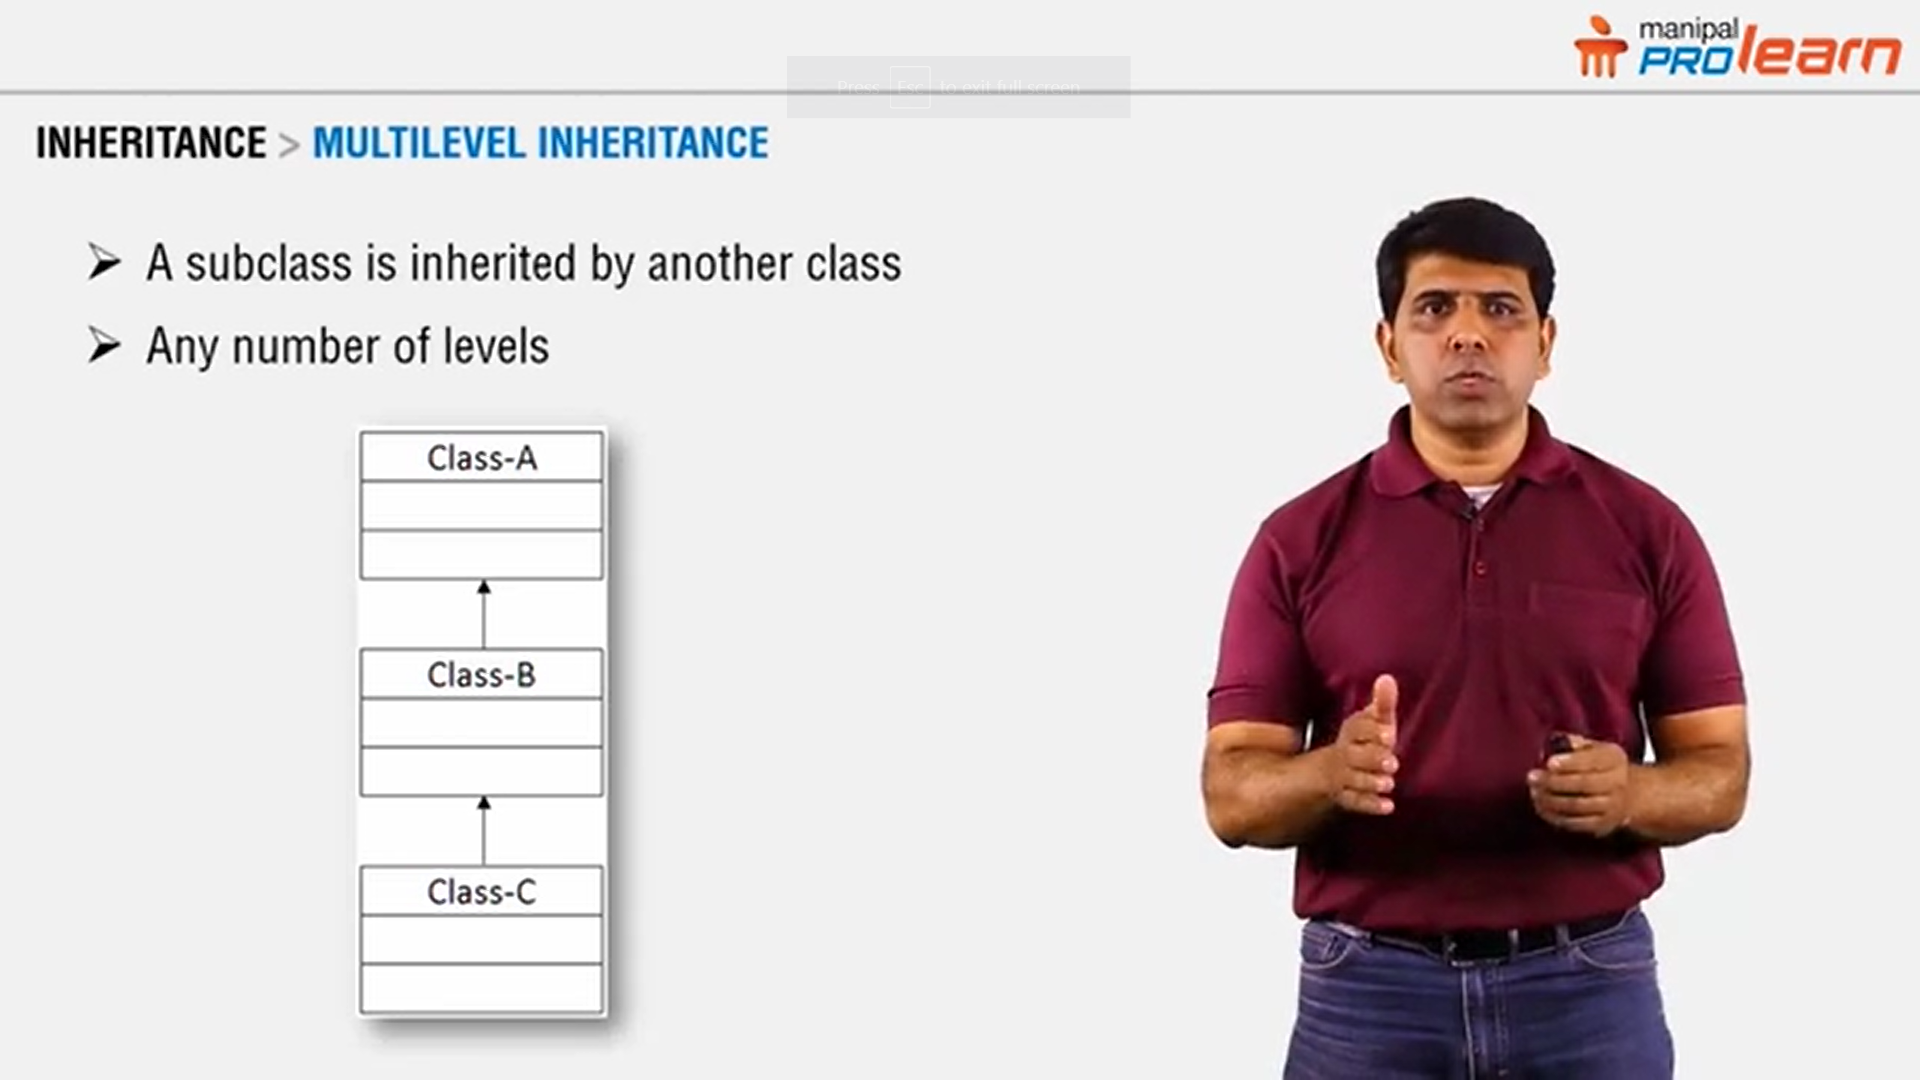 manipal
PROlearn
Press Esc to exit full screen
INHERITANCE > MULTILEVEL INHERITANCE
A subclass is inherited by another class
Any number of levels
Class-A
Class-B
Class-C